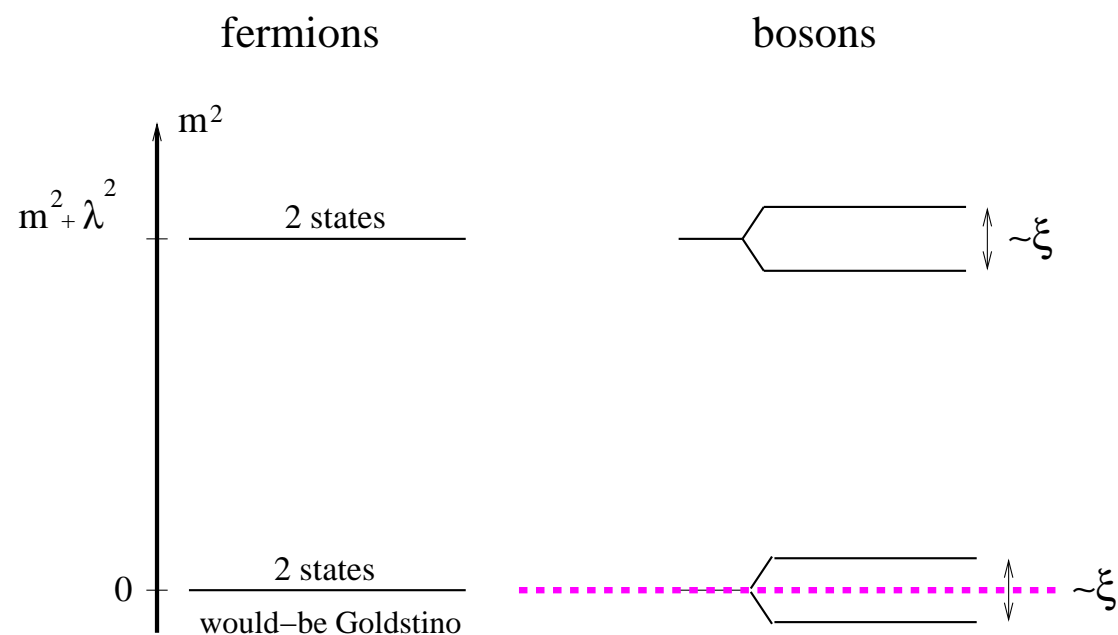 fermions
bosons
m²
m² + λ²
2 states
~ξ
2 states
0
~ξ
would-be Goldstino